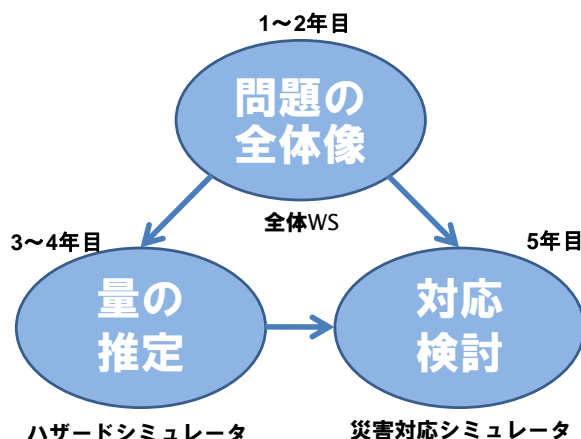 1～2年目
問題の
全体像
全体WS
3～4年目
量の
推定
ハザードシミュレータ
5年目
対応
検討
災害対応シミュレータ